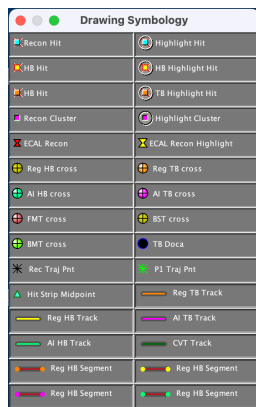 Drawing Symbology
Recon Hit
Highlight Hit
HB Hit
HB Highlight Hit
HB Hit
TB Highlight Hit
Recon Cluster
Highlight Cluster
ECAL Recon
ECAL Recon Highlight
Reg HB cross
Reg TB cross
AI HB cross
AI TB cross
FMT cross
BST cross
BMT cross
TB Doca
Rec Traj Pnt
P1 Traj Pnt
Hit Strip Midpoint
Reg TB Track
Reg HB Track
AI TB Track
AI HB Track
CVT Track
Reg HB Segment
Reg HB Segment
Reg HB Segment
Reg HB Segment